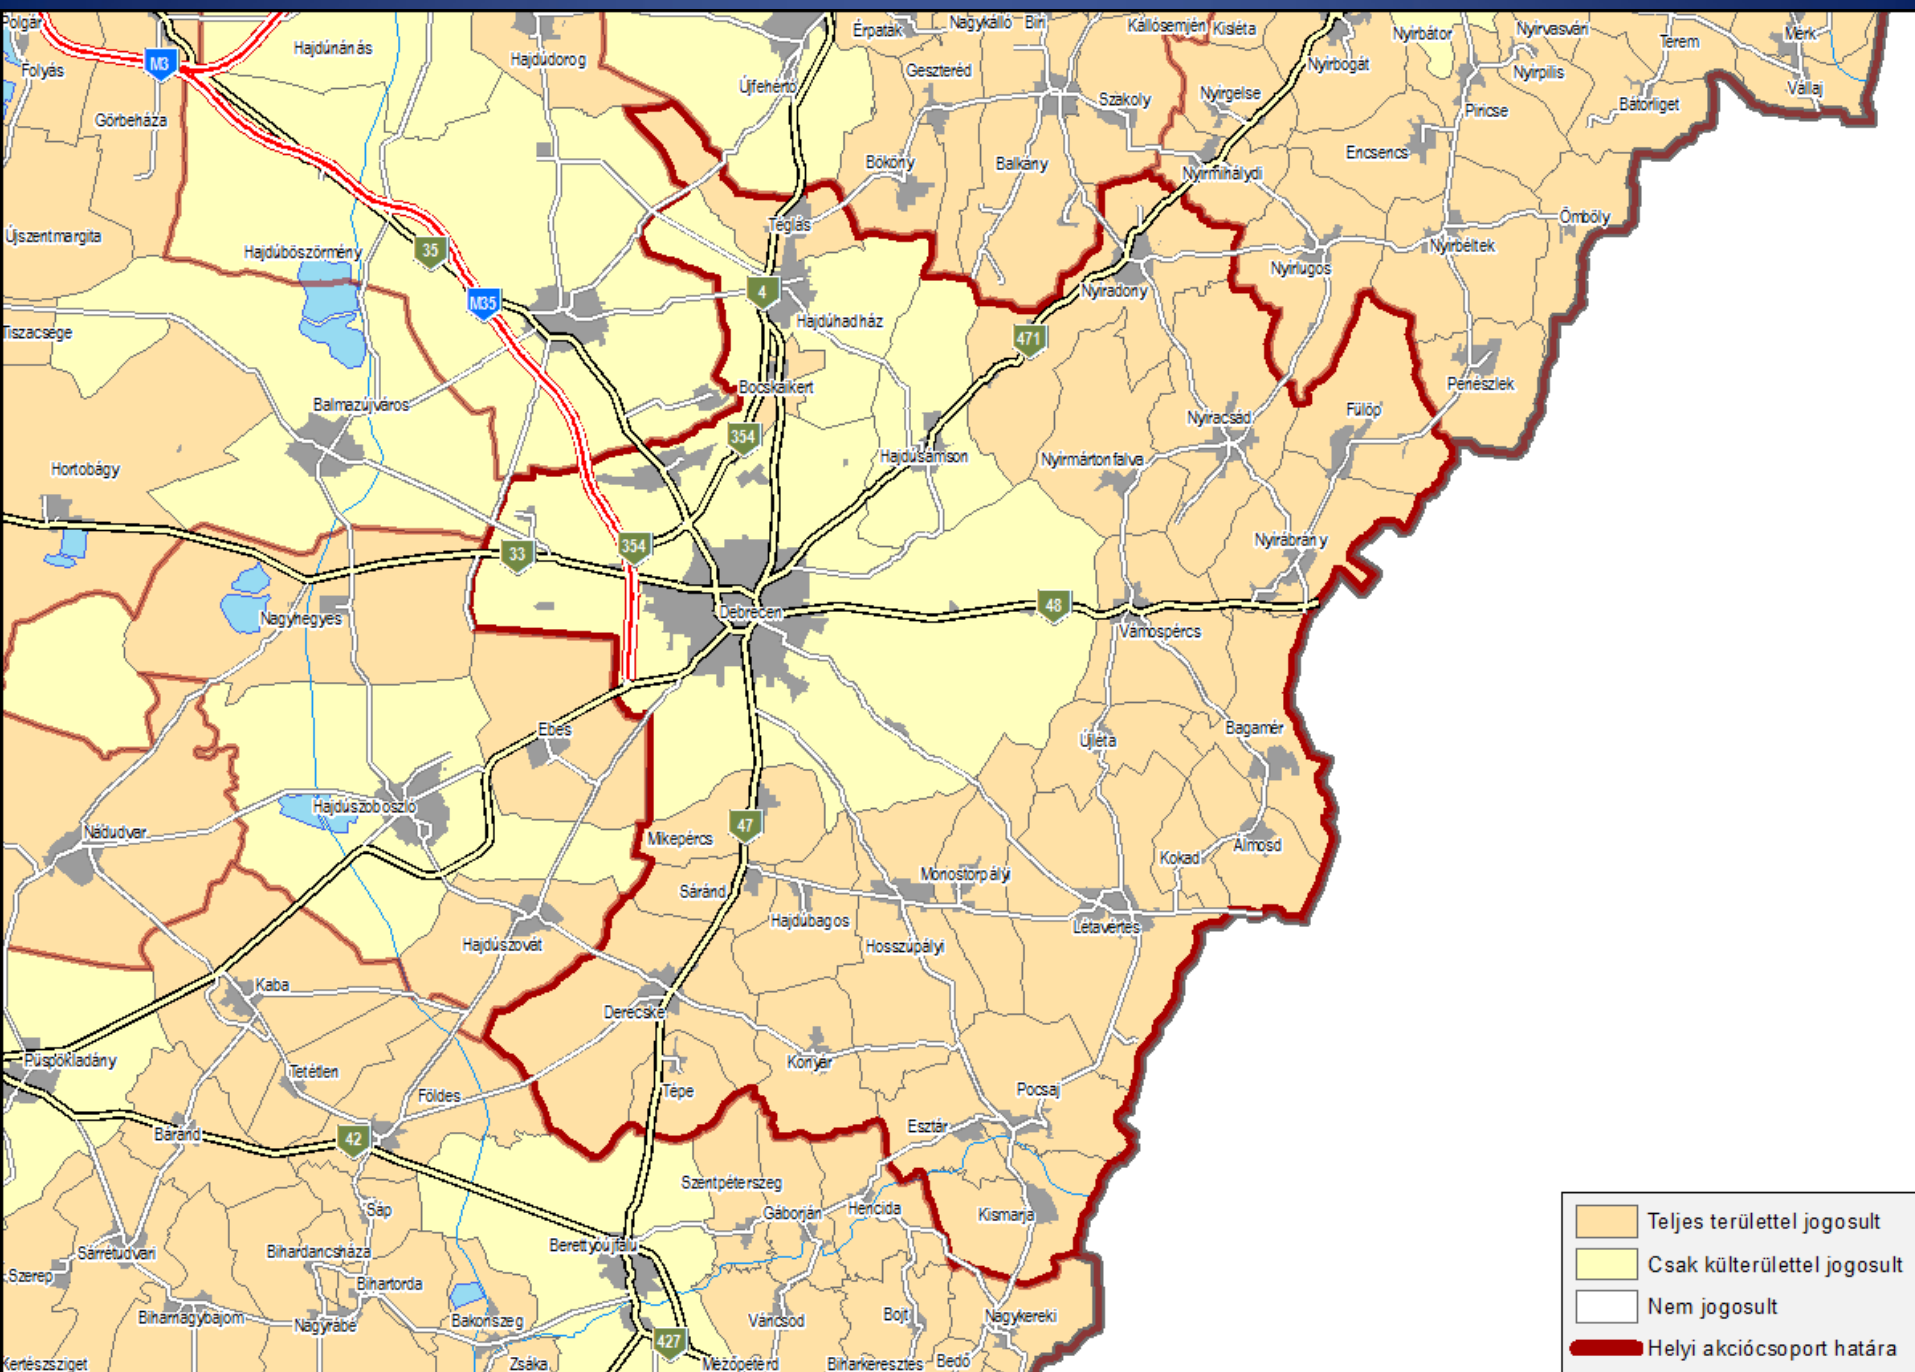 Polgár
Folyás
M3
Hajdúnánás
Hajdúdorog
Érpatak
Nagykálló
Biri
Kállósemjén
Kisléta
Nyírbátor
Nyírvasvári
Terem
Mérk
Nyírbogát
Nyírpilis
Vállaj
Görbeháza
Újfehértó
Geszteréd
Szakoly
Nyírgelse
Piricse
Bátorliget
Encsencs
Bököny
Balkány
Nyírmihálydi
Újszentmargita
Hajdúböszörmény
35
Téglás
Nyírlugos
Nyírbéltek
Ömböly
M35
4
Hajdúhadház
Nyíradony
Tiszacsege
471
Bocskaikert
Penészlek
Balmazújváros
354
Nyíracsád
Fülöp
Hortobágy
Hajdúsámson
Nyírmártonfalva
33
354
Nyírábrány
Nagyhegyes
Debrecen
48
Vámospércs
Ebes
Újléta
Bagamér
Hajdúszoboszló
Nádudvar
Mikepércs
47
Kokad
Álmosd
Sáránd
Monostorpályi
Hajdúbagos
Létavértes
Hajdúszovát
Hosszúpályi
Kaba
Derecske
Püspökladány
Tetétlen
Konyár
Földes
Tépe
Pocsaj
Báránd
42
Esztár
Szentpéterszeg
Sáp
Gáborján
Hencida
Kismarja
Sárrétudvari
Bihardancsháza
Berettyóújfalu
Szerep
Bihartorda
Biharnagybajom
Nagyrábé
Bakonszeg
Váncsod
Bojt
Nagykereki
427
Kertészsziget
Zsáka
Mezőpeterd
Biharkeresztes
Bedő
Teljes területtel jogosult
Csak külterülettel jogosult
Nem jogosult
Helyi akciócsoport határa